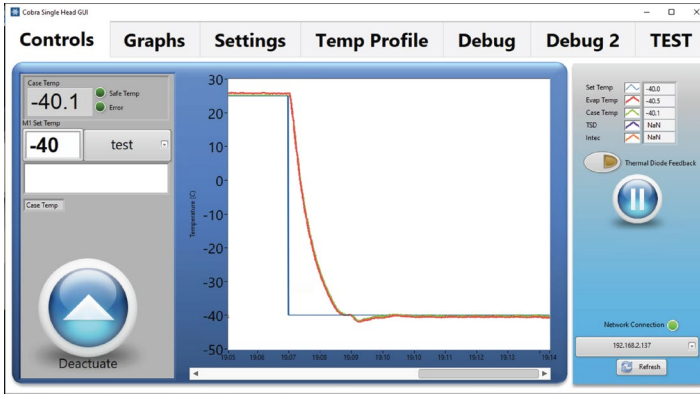 Cobra Single Head GUI
Controls Graphs Settings Temp Profile Debug Debug 2 TEST
Case Temp
-40.1
Safe Temp
Error
M1 Set Temp
-40
test
Case Temp
Deactuate
Temperature (C)
30
20
10
0
-10
-20
-30
-40
-50
19:05 19:06 19:07 19:08 19:09 19:10 19:11 19:12 19:13 19:14
Set Temp -40.0
Evap Temp -40.5
Case Temp -40.1
TSD NaN
Intec NaN
Thermal Diode Feedback
Network Connection
192.168.2.137
Refresh